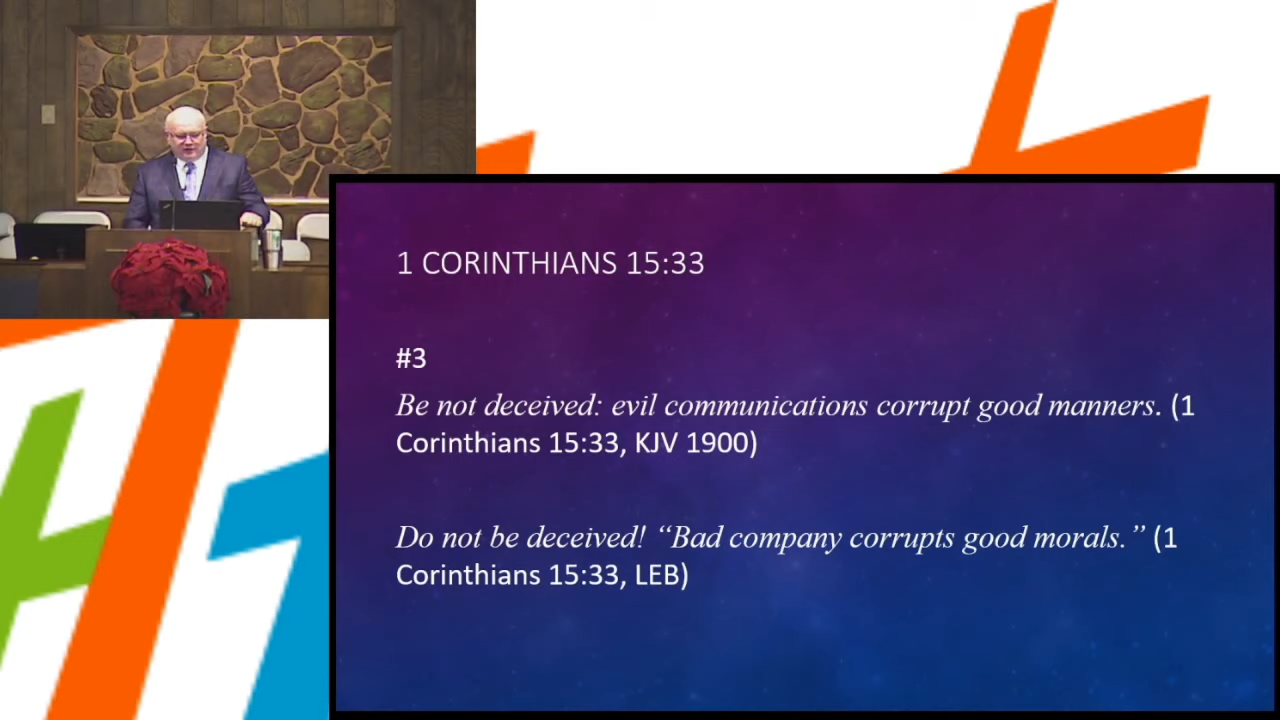 1 CORINTHIANS 15:33
#3
Be not deceived: evil communications corrupt good manners. (1
Corinthians 15:33, KJV 1900)
Do not be deceived! “Bad company corrupts good morals.” (1
Corinthians 15:33, LEB)